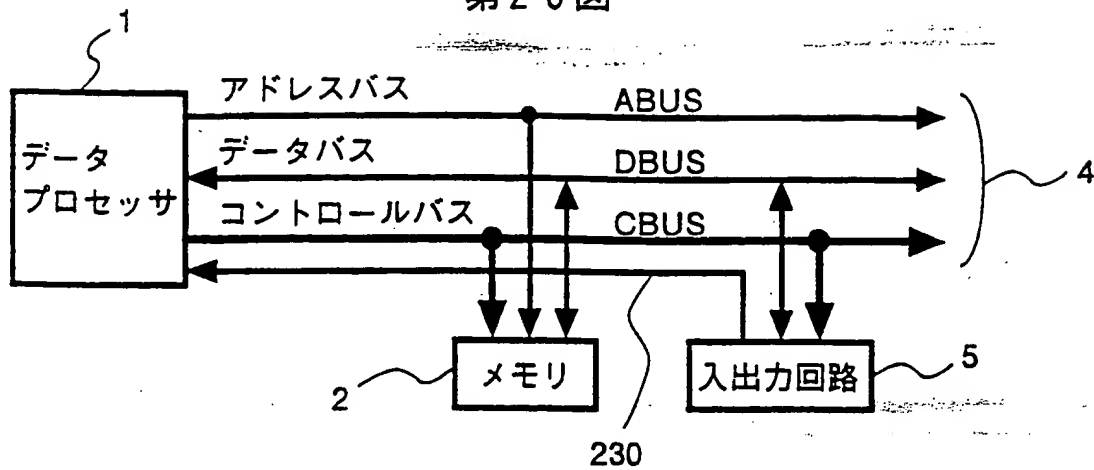 1
アドレスバス ABUS
データバス DBUS
コントロールバス CBUS
データ
プロセッサ
4
メモリ
入出力回路
2
5
230